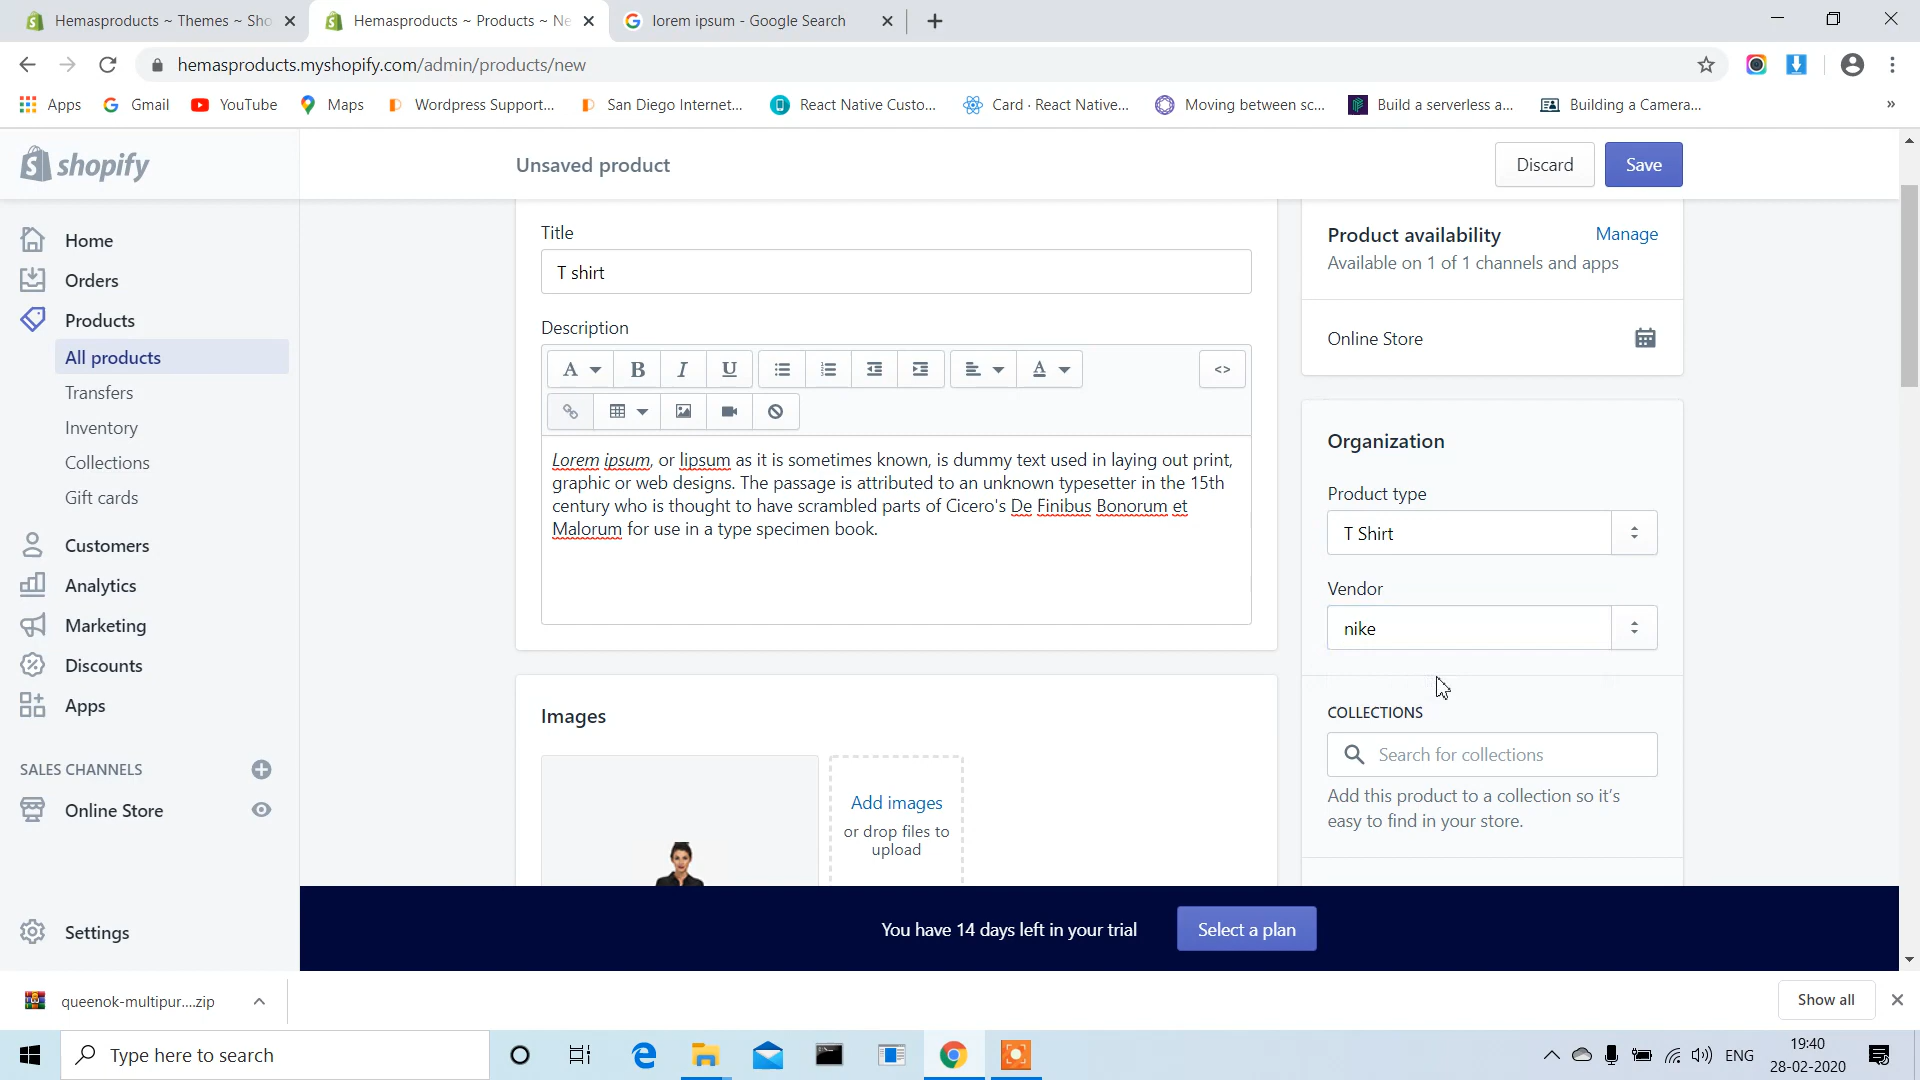 Hemasproducts ~ Themes ~ Sho
Hemasproducts ~ Products ~ Ne
lorem ipsum - Google Search
hemasproducts.myshopify.com/admin/products/new
Apps
Gmail
YouTube
Maps
Wordpress Support...
San Diego Internet...
React Native Custo...
Card · React Native...
Moving between sc...
Build a serverless a...
Building a Camera...
»
shopify
Unsaved product
Discard
Save
Home
Orders
Products
All products
Transfers
Inventory
Collections
Gift cards
Customers
Analytics
Marketing
Discounts
Apps
SALES CHANNELS
Online Store
Settings
Title
T shirt
Description
A
B
I
U
A
<>
Lorem ipsum, or lipsum as it is sometimes known, is dummy text used in laying out print,
graphic or web designs. The passage is attributed to an unknown typesetter in the 15th
century who is thought to have scrambled parts of Cicero's De Finibus Bonorum et
Malorum for use in a type specimen book.
Images
Add images
or drop files to
upload
Product availability
Manage
Available on 1 of 1 channels and apps
Online Store
Organization
Product type
T Shirt
Vendor
nike
COLLECTIONS
Search for collections
Add this product to a collection so it's
easy to find in your store.
You have 14 days left in your trial
Select a plan
queenok-multipur....zip
Show all
Type here to search
ENG
19:40
28-02-2020